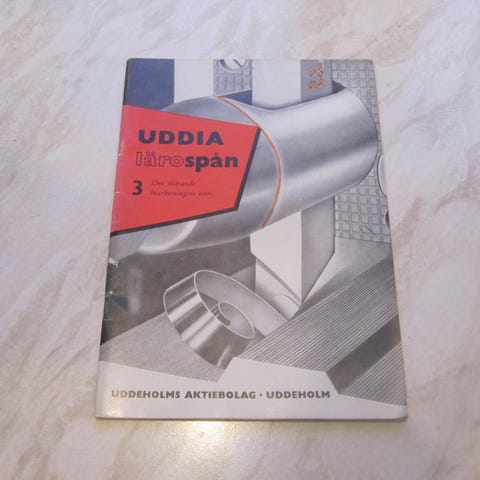 UDDIA
lärospån
3 Den skärande
bearbetningens teori
UDDEHOLMS AKTIEBOLAG · UDDEHOLM